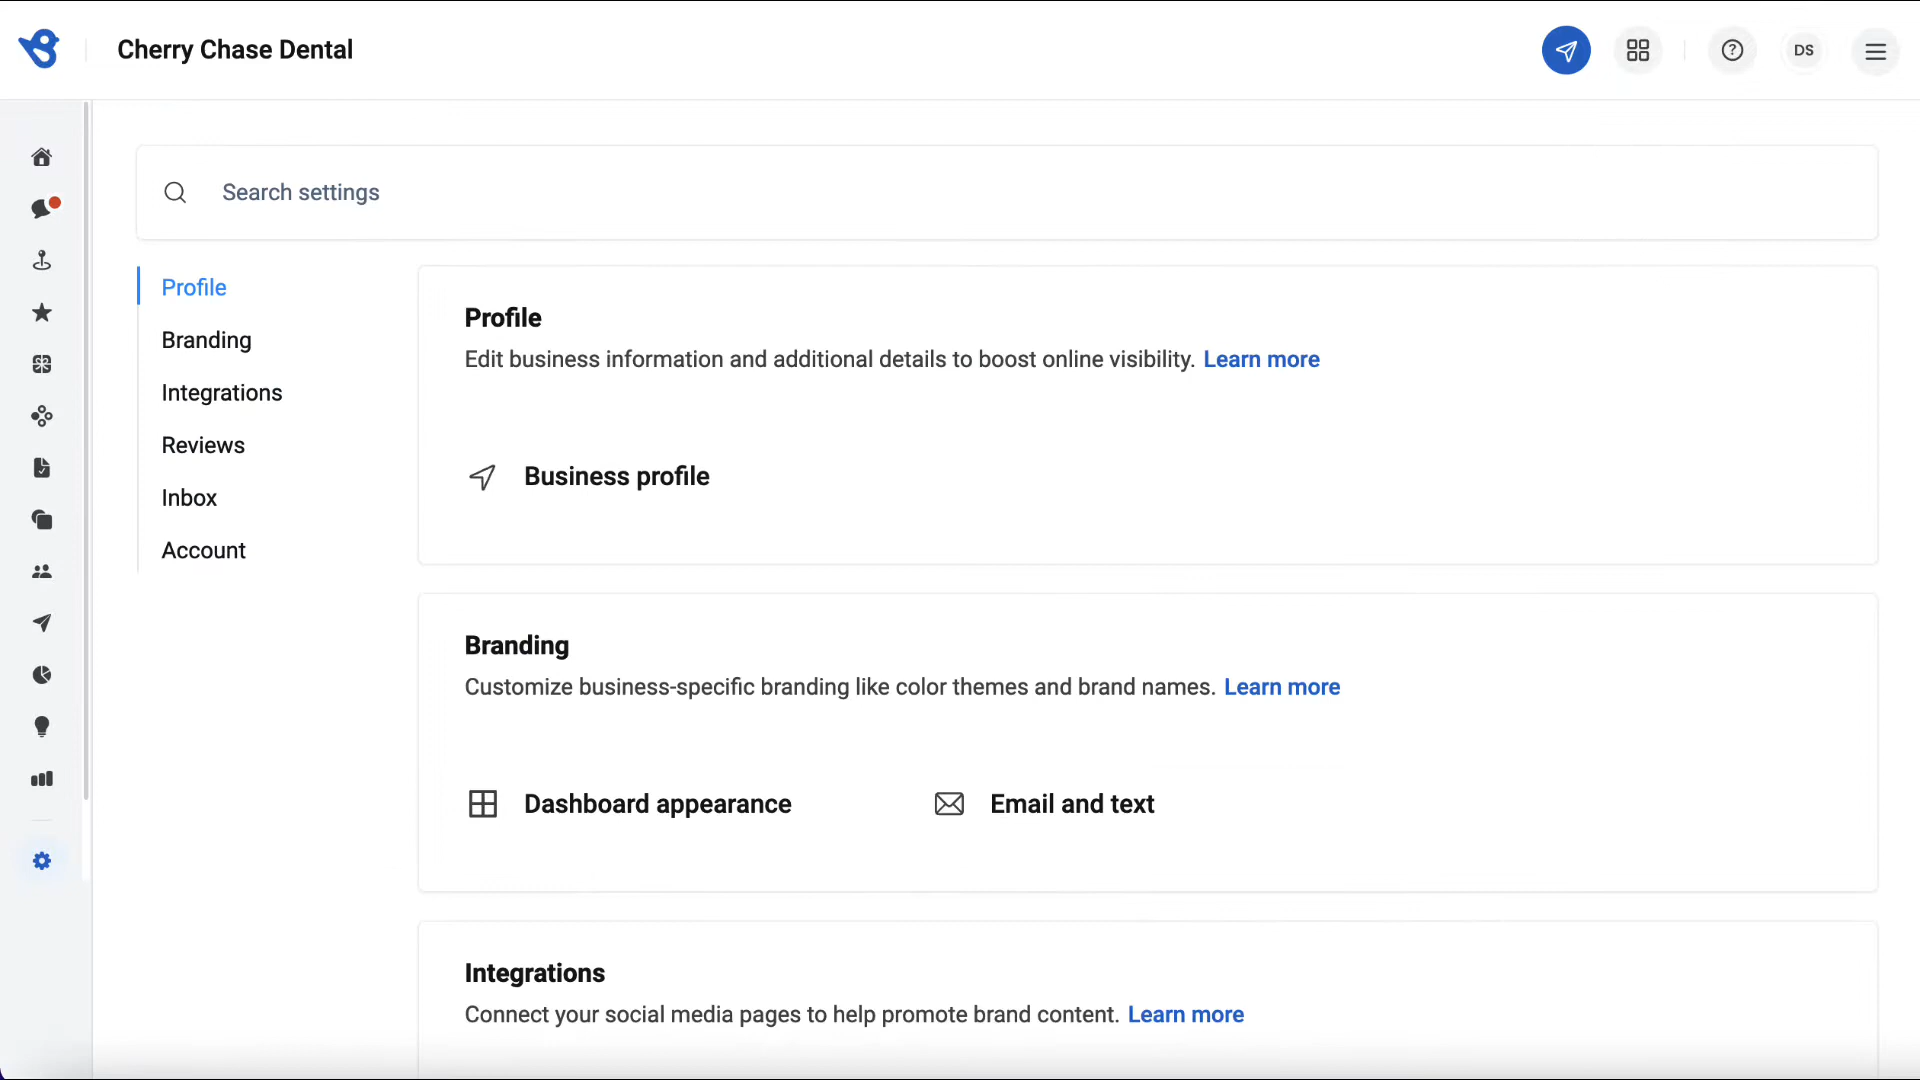 Cherry Chase Dental
DS
Search settings
Profile
Branding
Integrations
Reviews
Inbox
Account
Profile
Edit business information and additional details to boost online visibility. Learn more
Business profile
Branding
Customize business-specific branding like color themes and brand names. Learn more
Dashboard appearance
Email and text
Integrations
Connect your social media pages to help promote brand content. Learn more